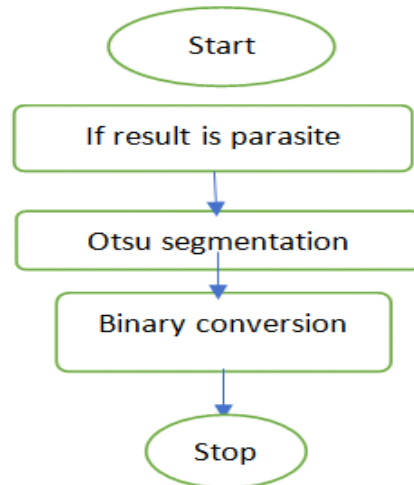 Start
If result is parasite
Otsu segmentation
Binary conversion
Stop